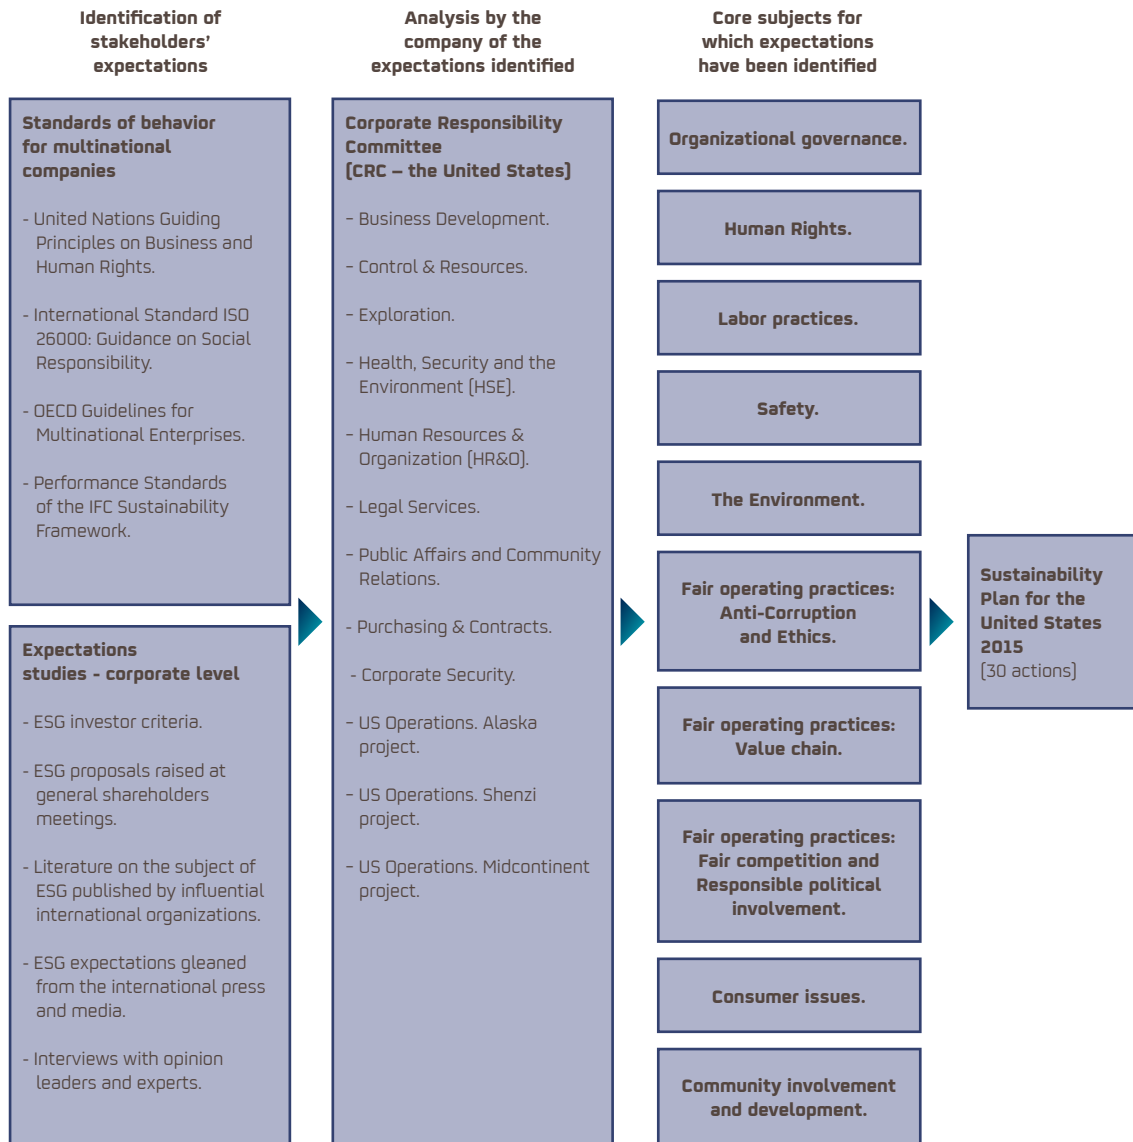 Identification of
stakeholders'
expectations
Standards of behavior
for multinational
companies
- United Nations Guiding
Principles on Business and
Human Rights.
- International Standard ISO
26000: Guidance on Social
Responsibility.
- OECD Guidelines for
Multinational Enterprises.
- Performance Standards
of the IFC Sustainability
Framework.
Expectations
studies - corporate level
- ESG investor criteria.
- ESG proposals raised at
general shareholders
meetings.
- Literature on the subject of
ESG published by influential
international organizations.
- ESG expectations gleaned
from the international press
and media.
- Interviews with opinion
leaders and experts.
Analysis by the
company of the
expectations identified
Corporate Responsibility
Committee
(CRC – the United States)
– Business Development.
– Control & Resources.
– Exploration.
– Health, Security and the
Environment (HSE).
– Human Resources &
Organization (HR&O).
– Legal Services.
– Public Affairs and Community
Relations.
- Purchasing & Contracts.
- Corporate Security.
– US Operations. Alaska
project.
– US Operations. Shenzi
project.
– US Operations. Midcontinent
project.
Core subjects for
which expectations
have been identified
Organizational governance.
Human Rights.
Labor practices.
Safety.
The Environment.
Fair operating practices:
Anti-Corruption
and Ethics.
Fair operating practices:
Value chain.
Fair operating practices:
Fair competition and
Responsible political
involvement.
Consumer issues.
Community involvement
and development.
Sustainability
Plan for the
United States
2015
(30 actions)